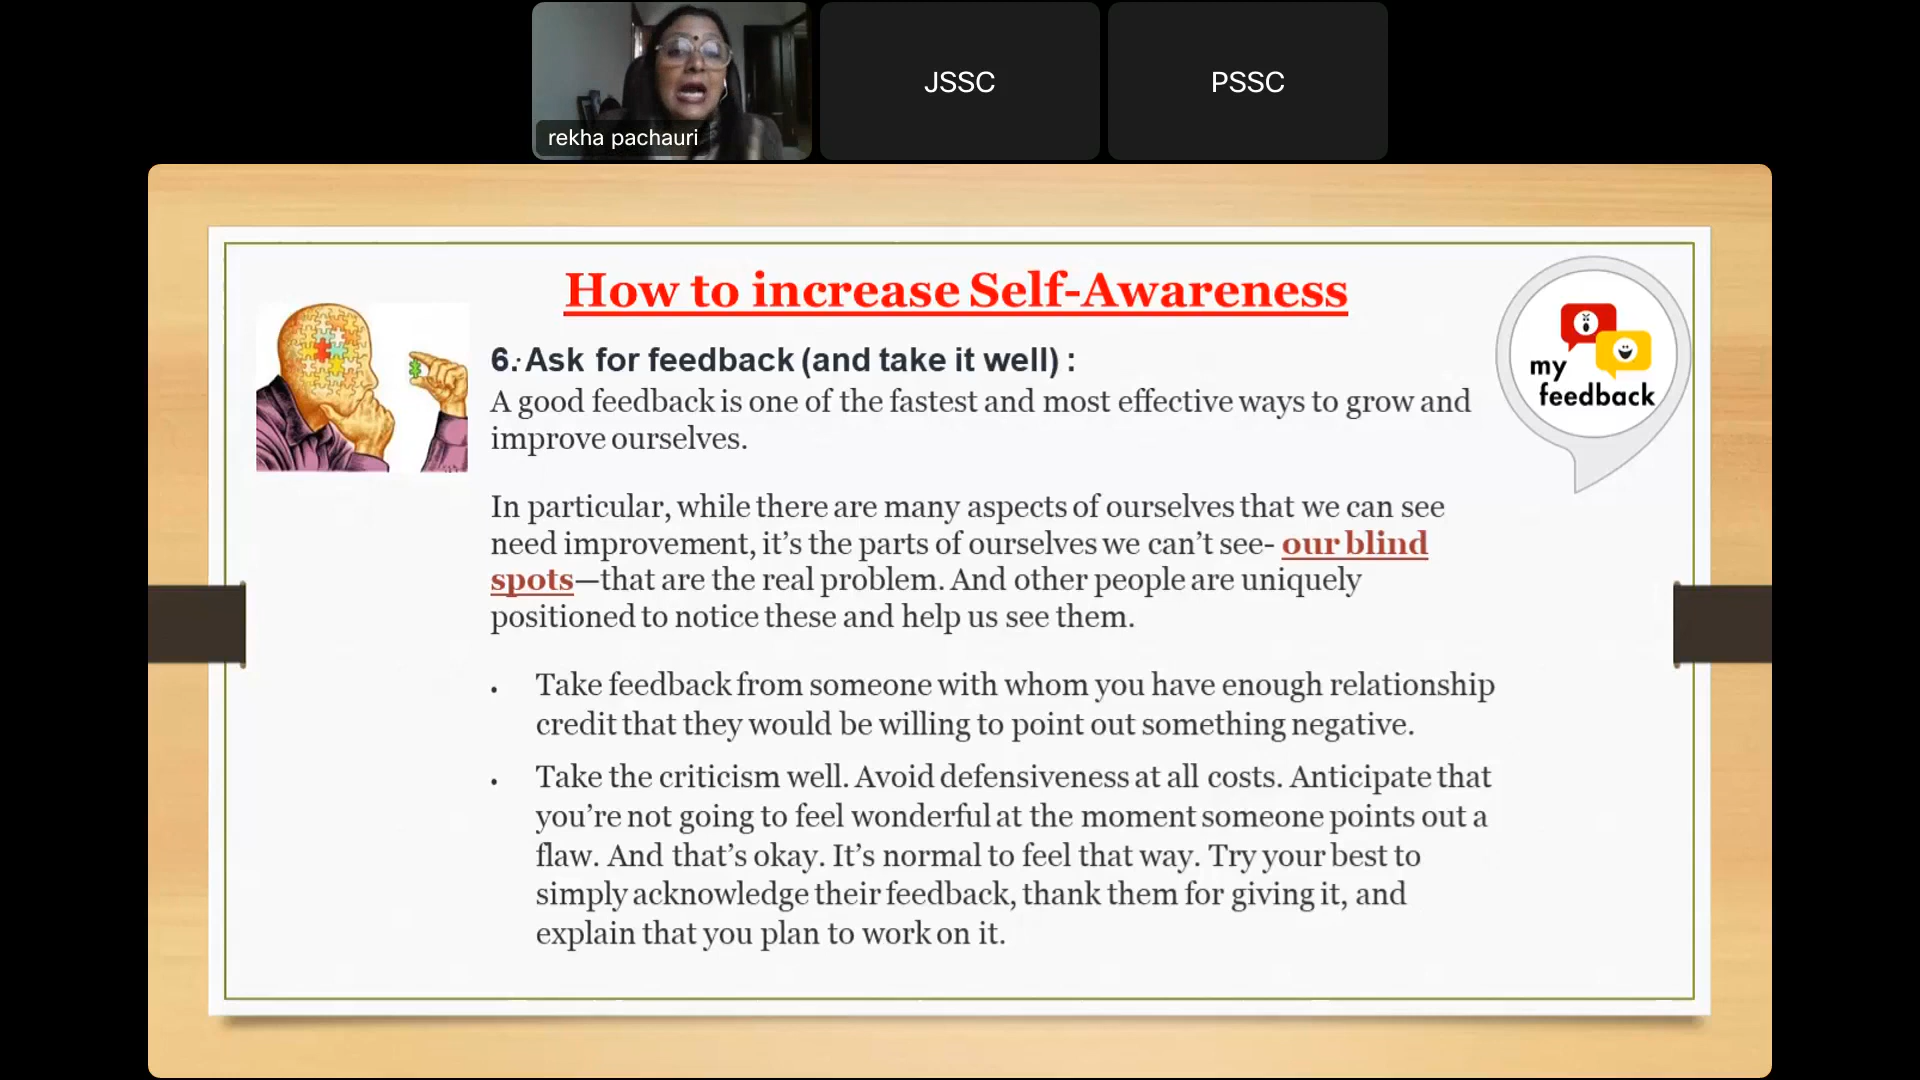 rekha pachauri
JSSC
PSSC
How to increase Self-Awareness
my
feedback
6. Ask for feedback (and take it well) :
A good feedback is one of the fastest and most effective ways to grow and
improve ourselves.
In particular, while there are many aspects of ourselves that we can see
need improvement, it’s the parts of ourselves we can’t see- our blind
spots—that are the real problem. And other people are uniquely
positioned to notice these and help us see them.
• Take feedback from someone with whom you have enough relationship
credit that they would be willing to point out something negative.
• Take the criticism well. Avoid defensiveness at all costs. Anticipate that
you’re not going to feel wonderful at the moment someone points out a
flaw. And that’s okay. It’s normal to feel that way. Try your best to
simply acknowledge their feedback, thank them for giving it, and
explain that you plan to work on it.